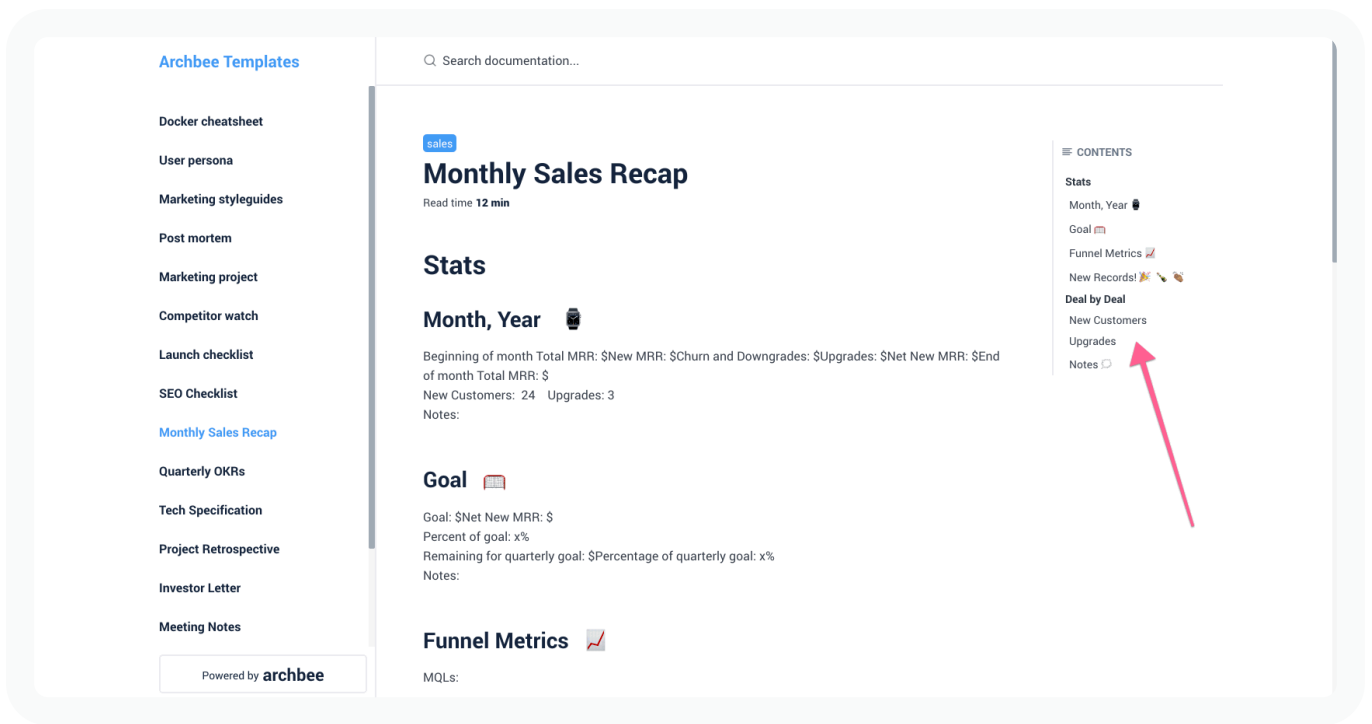 Archbee Templates
Docker cheatsheet
User persona
Marketing styleguides
Post mortem
Marketing project
Competitor watch
Launch checklist
SEO Checklist
Monthly Sales Recap
Quarterly OKRs
Tech Specification
Project Retrospective
Investor Letter
Meeting Notes
Powered by archbee
Search documentation...
sales
Monthly Sales Recap
Read time 12 min
Stats
Month, Year
Beginning of month Total MRR: $New MRR: $Churn and Downgrades: $Upgrades: $Net New MRR: $End
of month Total MRR: $
New Customers: 24 Upgrades: 3
Notes:
Goal
Goal: $Net New MRR: $
Percent of goal: x%
Remaining for quarterly goal: $Percentage of quarterly goal: x%
Notes:
Funnel Metrics
MQLs:
CONTENTS
Stats
Month, Year
Goal
Funnel Metrics
New Records!
Deal by Deal
New Customers
Upgrades
Notes